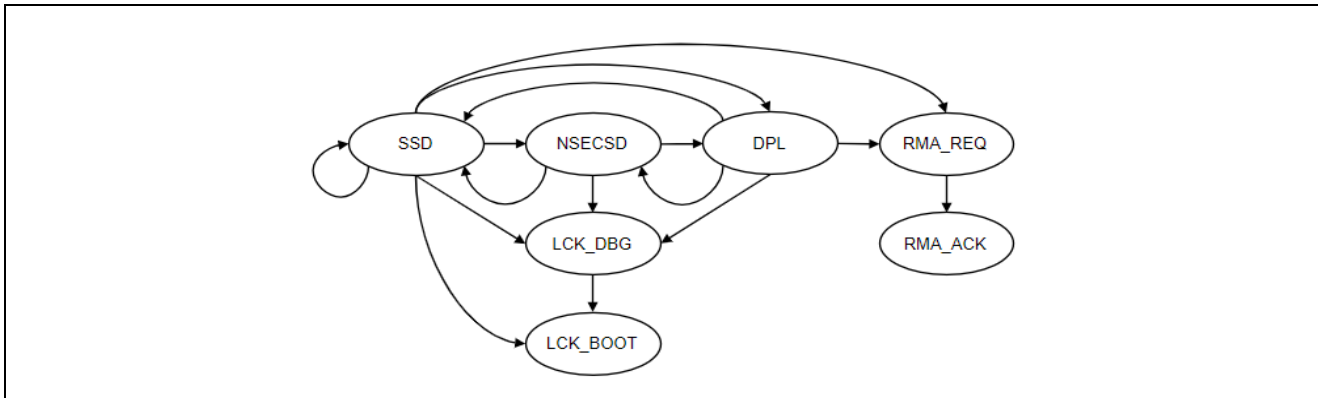 SSD
NSECSD
DPL
RMA_REQ
LCK_DBG
RMA_ACK
LCK_BOOT